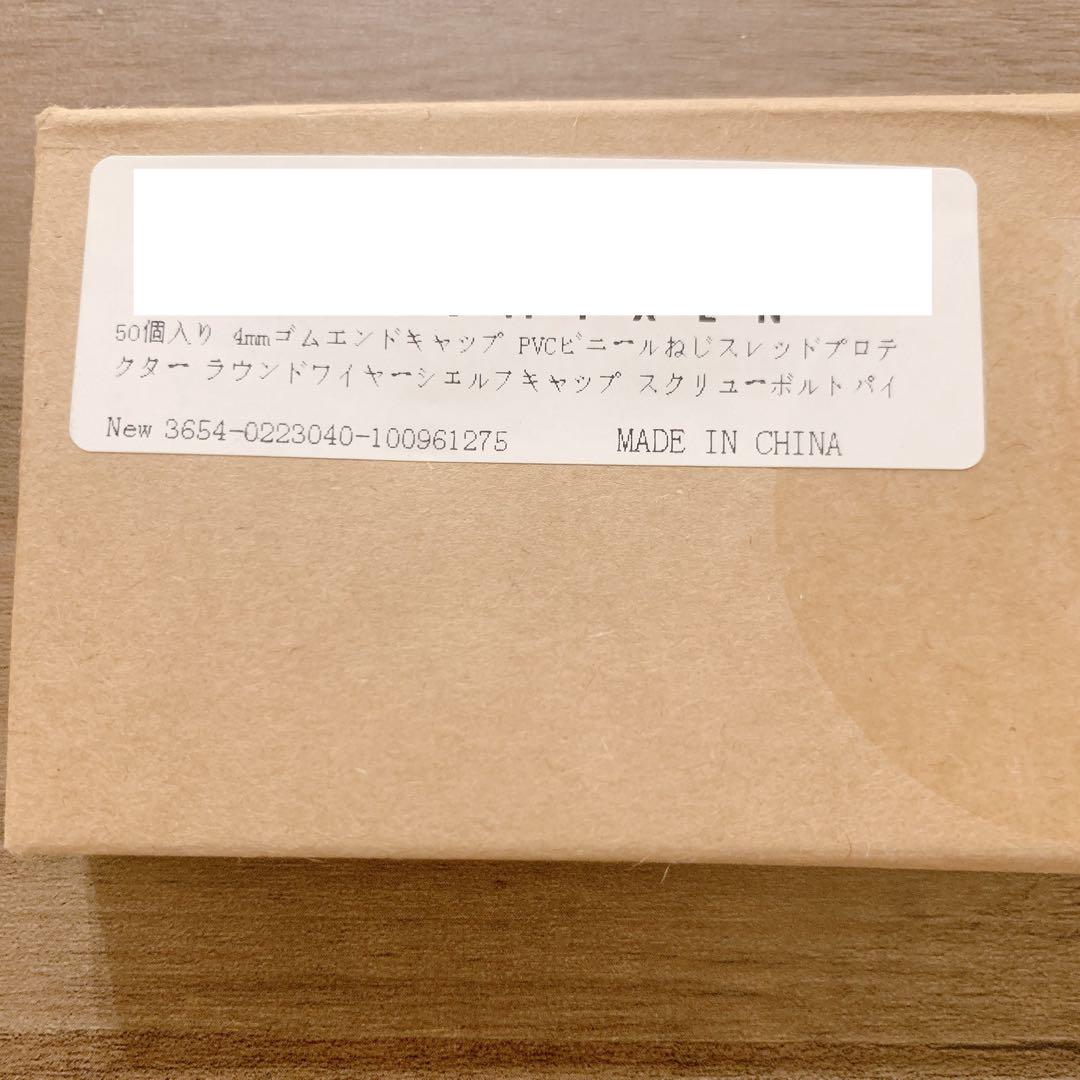 50個入り 4mmゴムエンドキャップ PVCビニールねじスレッドプロテ
クター ラウンドワイヤーシェルフキャップ スクリューボルト パイ
New 3654-0223040-100961275 MADE IN CHINA